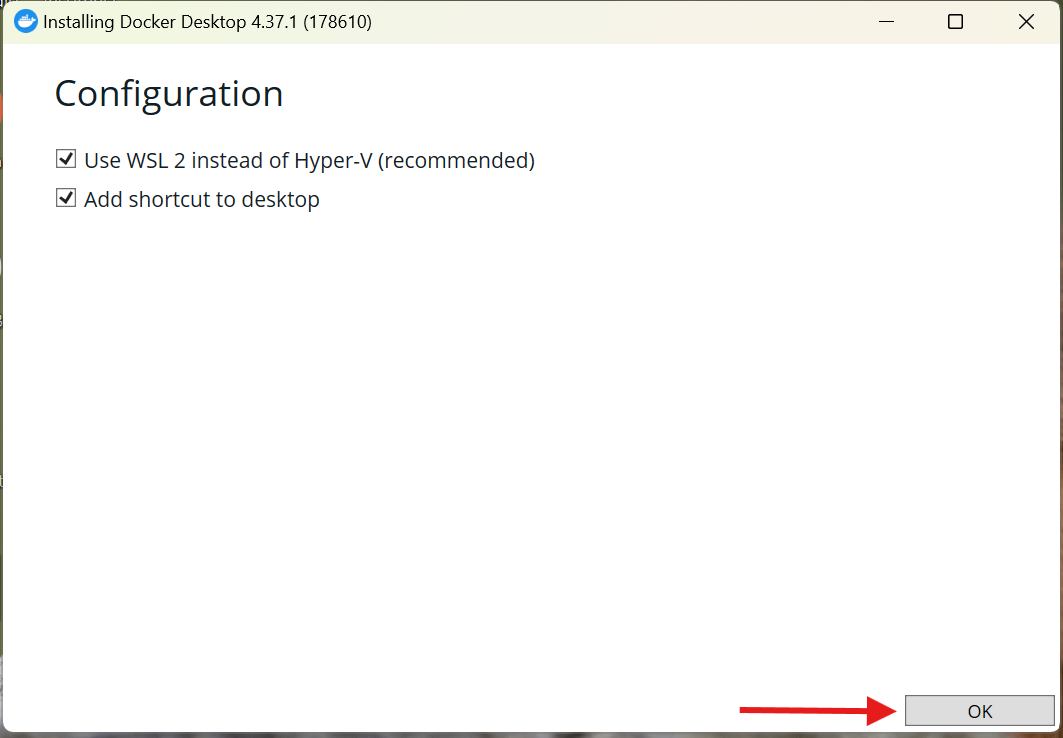 Installing Docker Desktop 4.37.1 (178610)
Configuration
Use WSL 2 instead of Hyper-V (recommended)
Add shortcut to desktop
OK